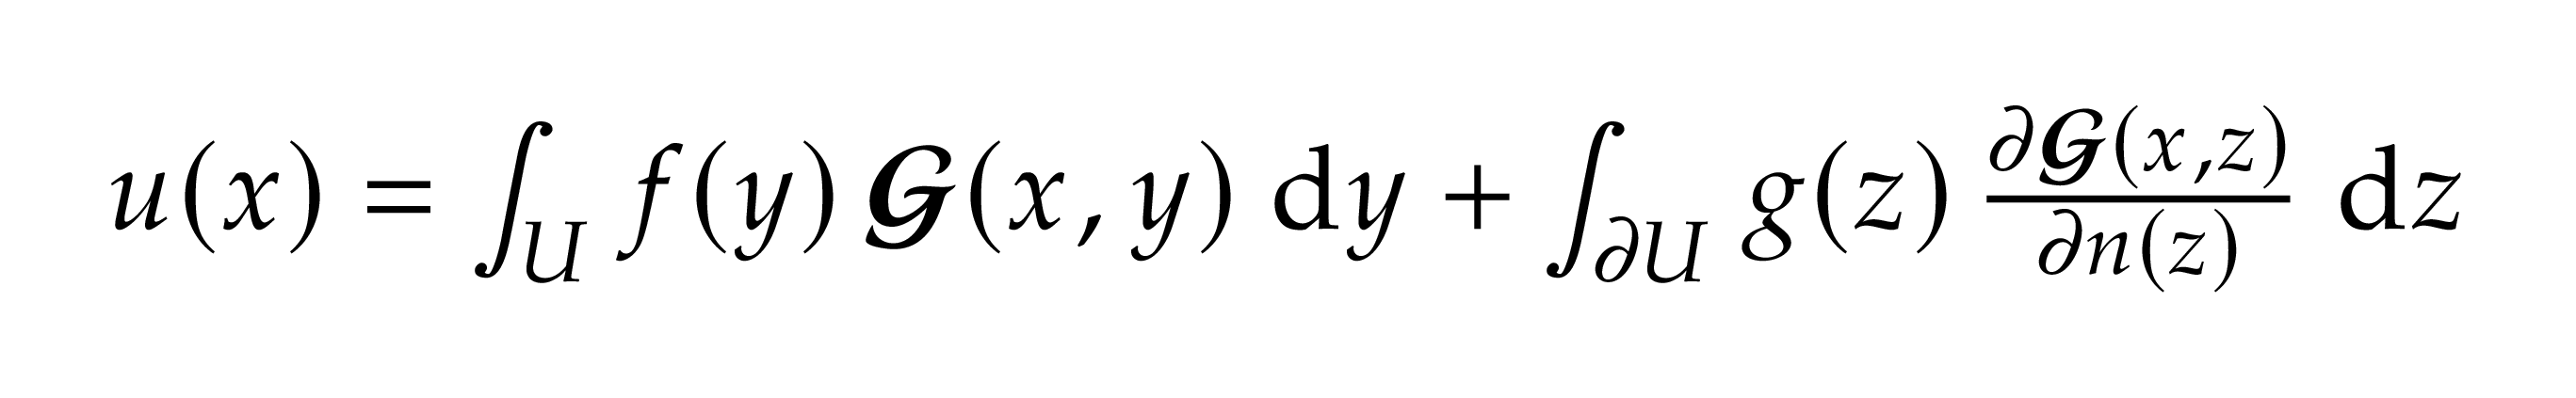 u(x) = ∫_U f(y) 𝓖(x, y) dy + ∫_∂U g(z) ∂𝓖(x,z)/∂n(z) dz